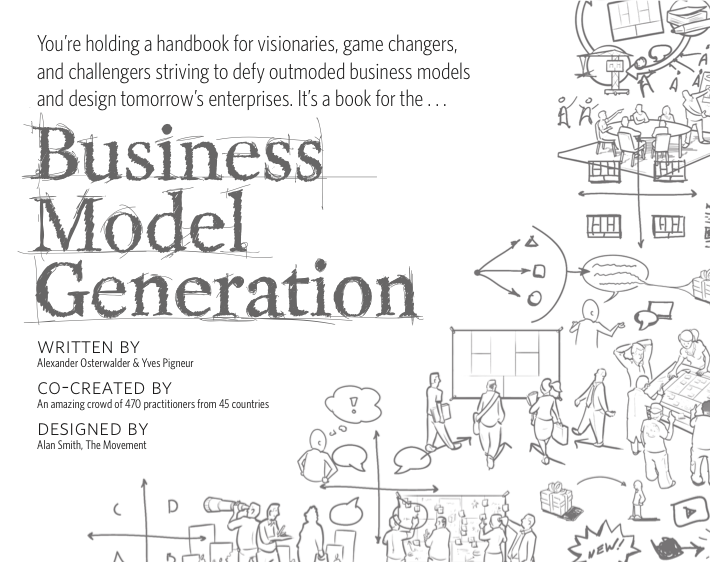 You're holding a handbook for visionaries, game changers,
and challengers striving to defy outmoded business models
and design tomorrow's enterprises. It's a book for the . . .
Business
Model
Generation
WRITTEN BY
Alexander Osterwalder & Yves Pigneur
CO-CREATED BY
An amazing crowd of 470 practitioners from 45 countries
DESIGNED BY
Alan Smith, The Movement
C D
A
NEW!